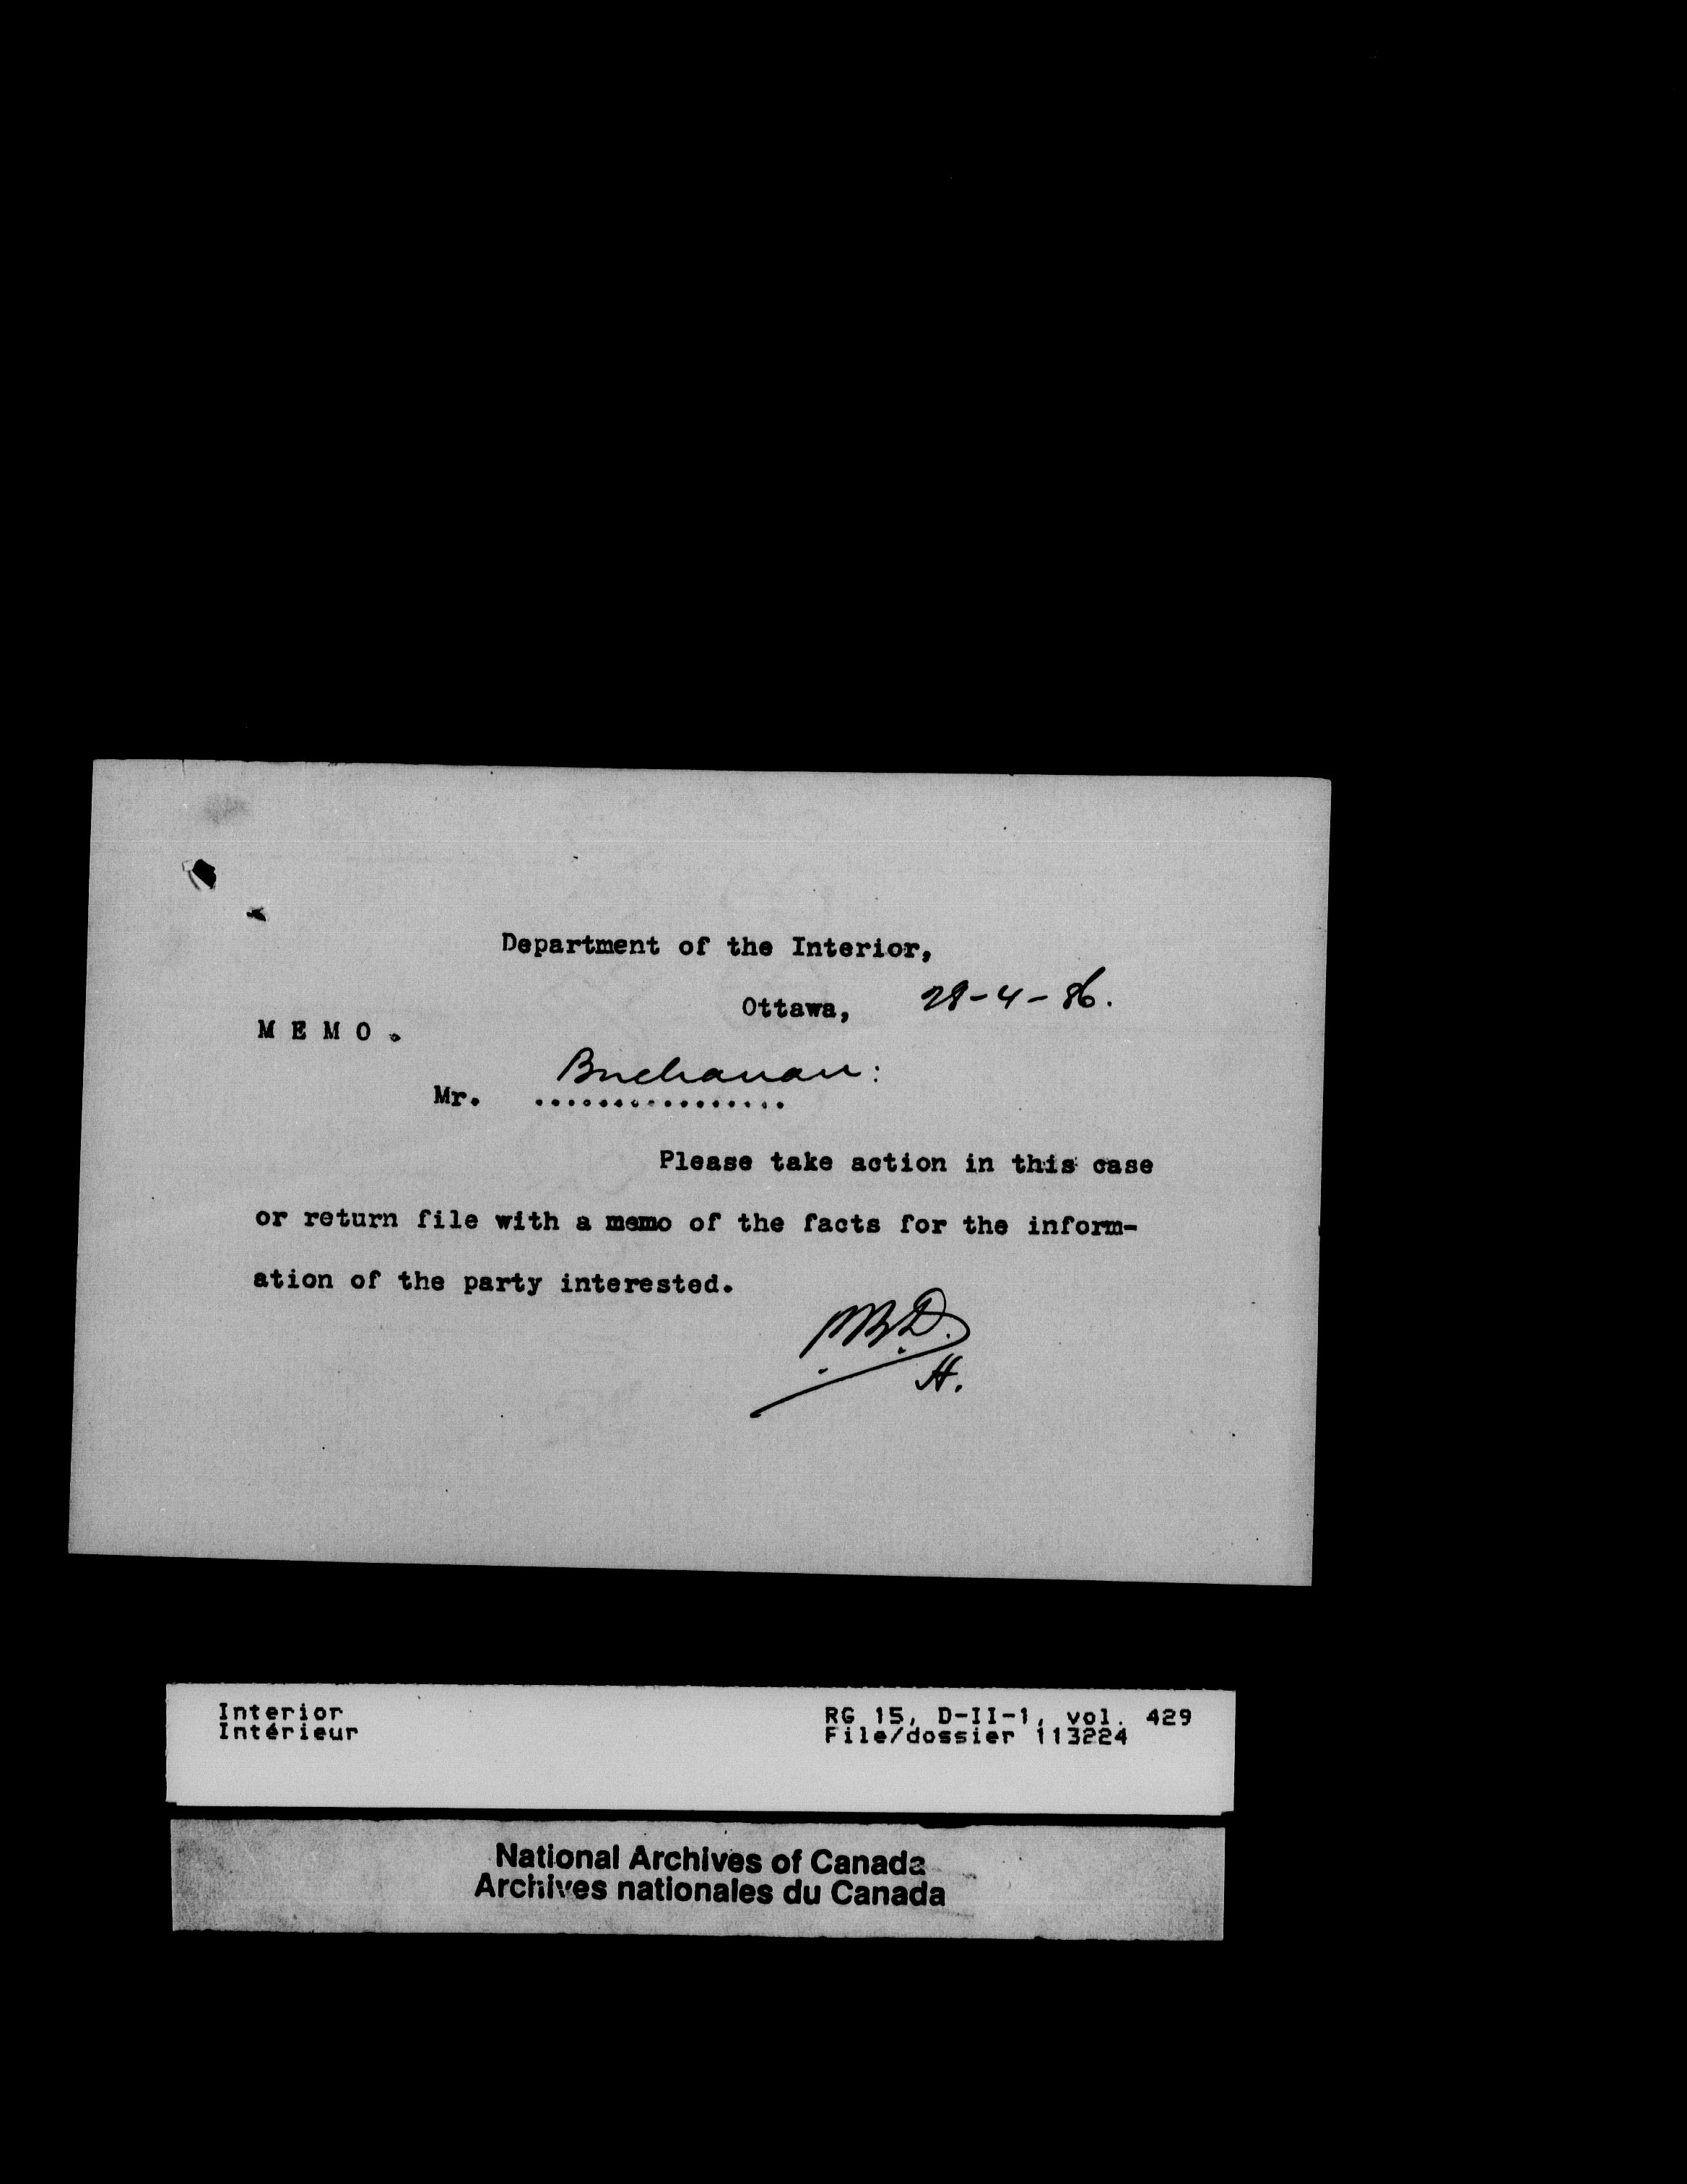 Department of the Interior,
Ottawa, 28-4-86.
M E M O .
Buchanan:
Mr. ................
Please take action in this case
or return file with a memo of the facts for the inform-
ation of the party interested.
H.
Interior
Intérieur
RG 15, D-II-1, vol. 429
File/dossier 113224
National Archives of Canada
Archives nationales du Canada